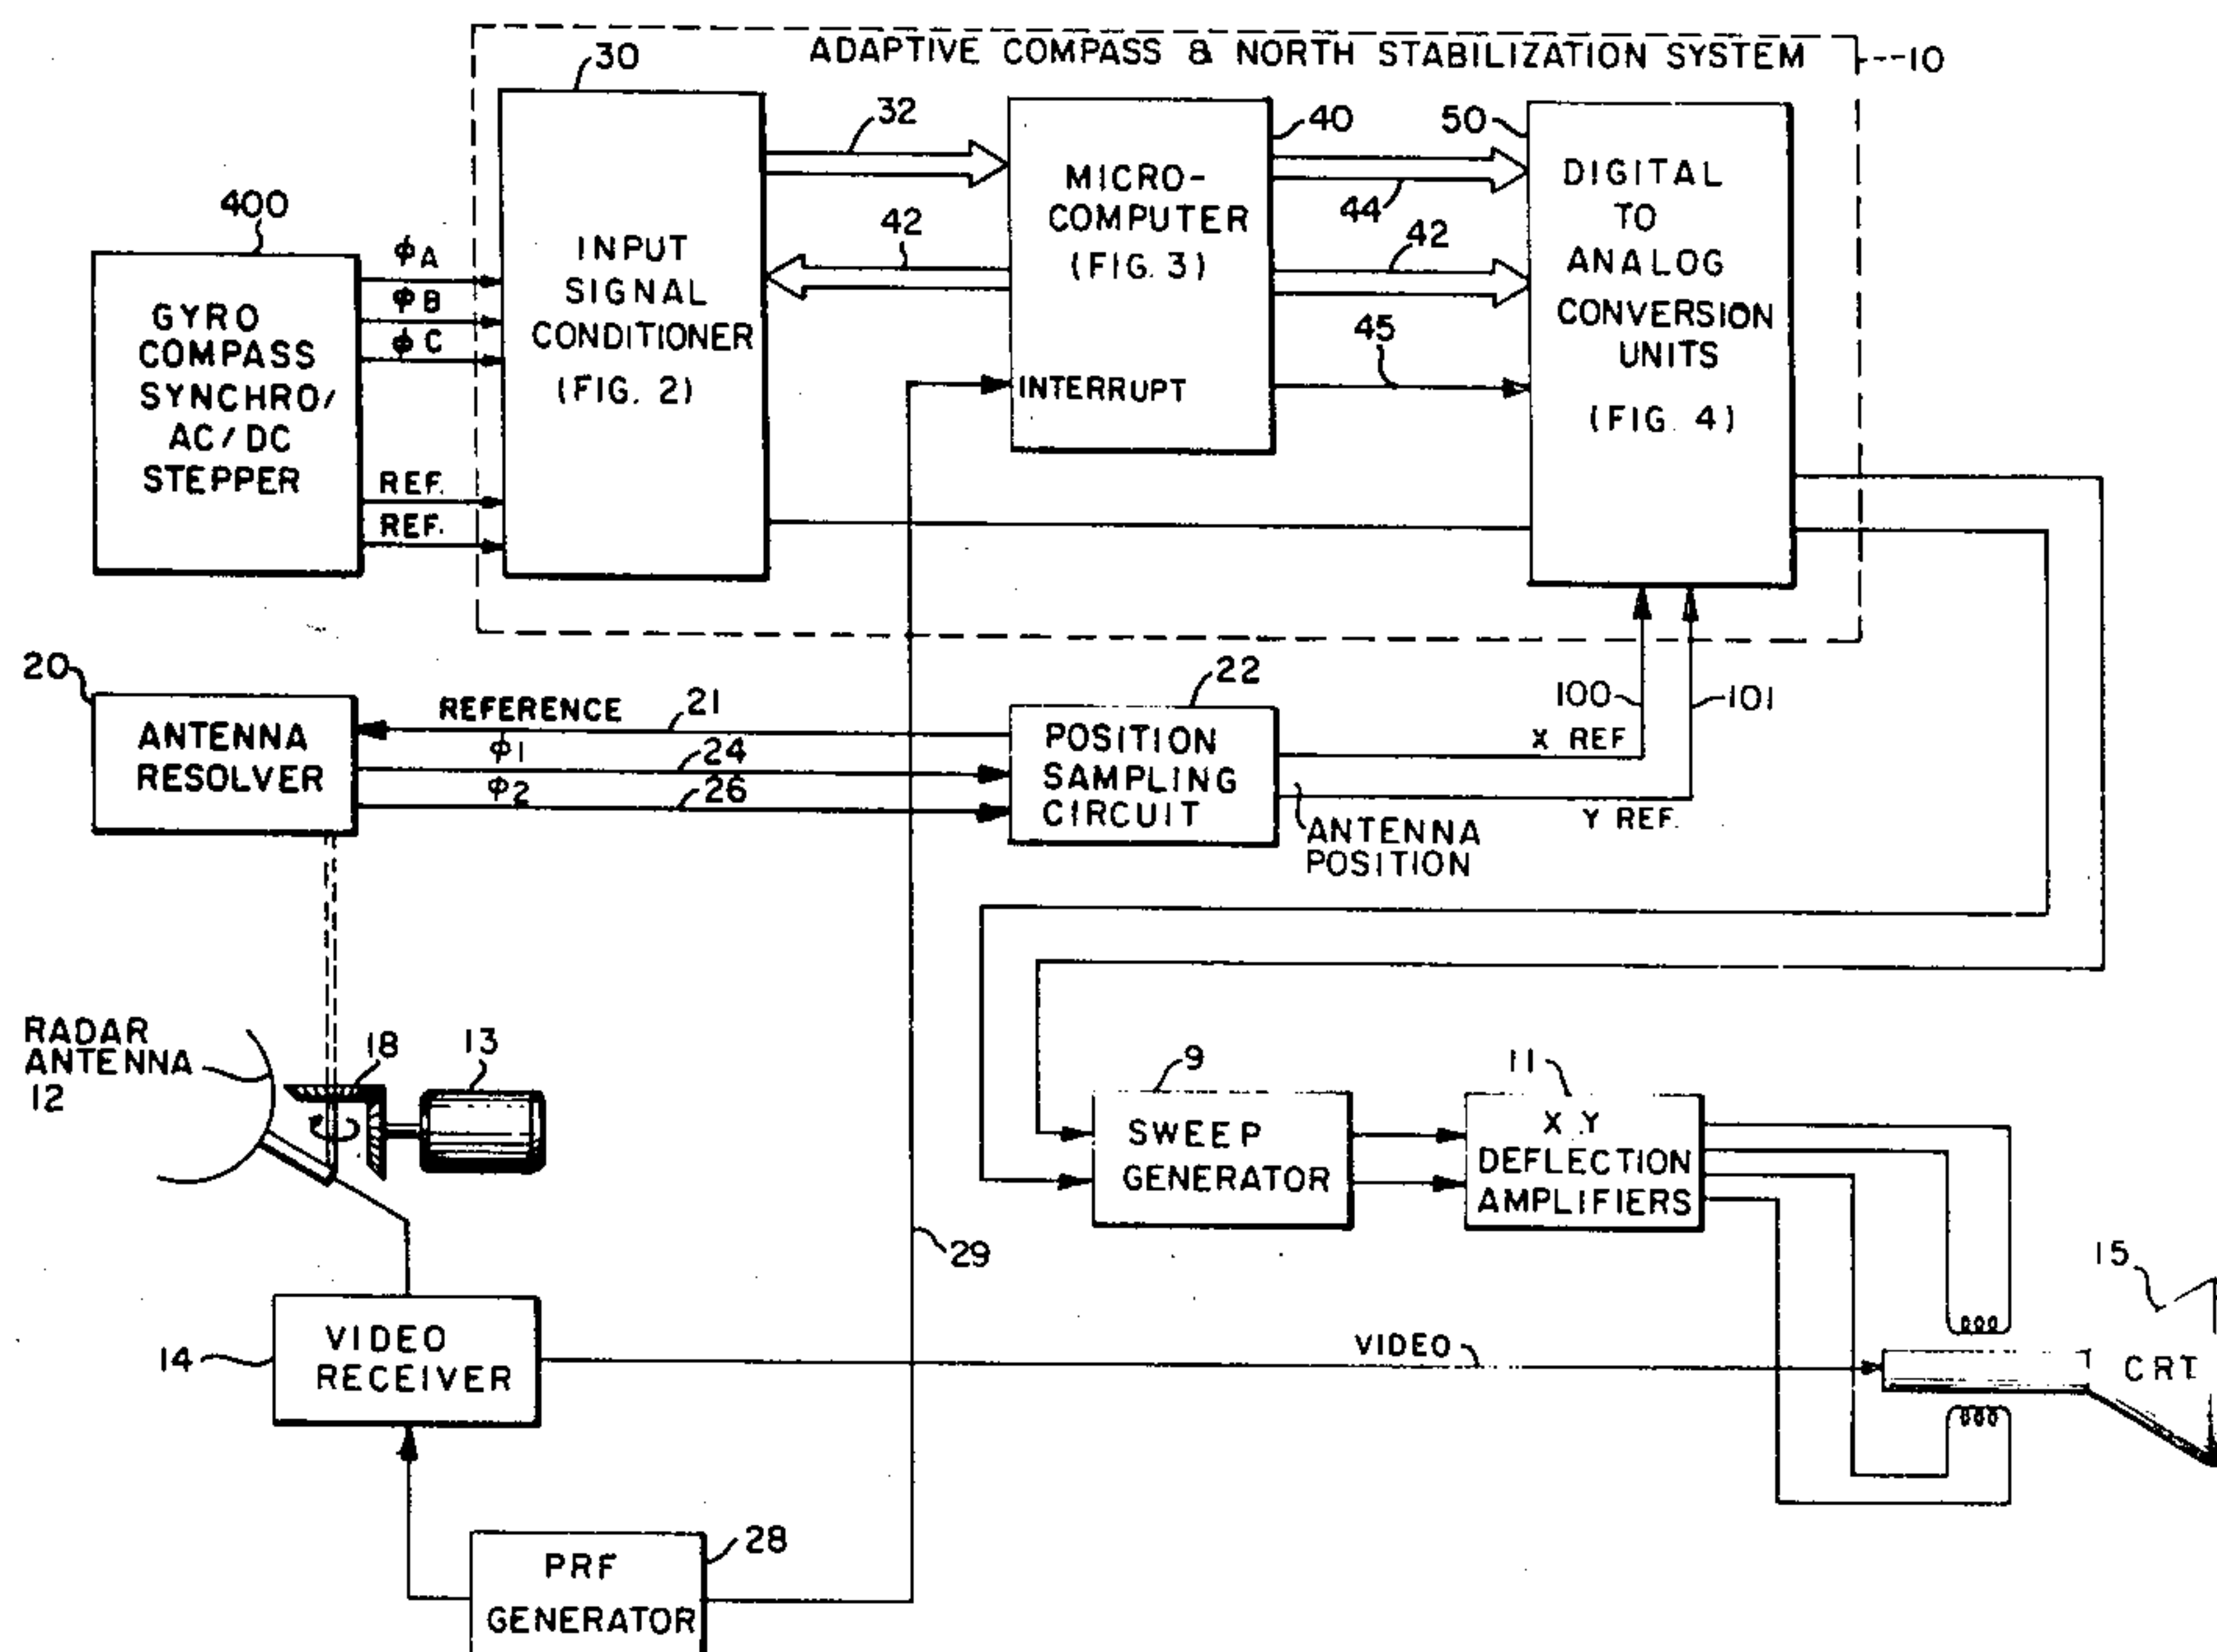 ADAPTIVE COMPASS & NORTH STABILIZATION SYSTEM
10
30
32
40
50
400
GYRO
COMPASS
SYNCHRO/
AC/DC
STEPPER
ϕA
ϕB
ϕC
REF.
REF.
INPUT
SIGNAL
CONDITIONER
(FIG. 2)
42
MICRO-
COMPUTER
(FIG. 3)
INTERRUPT
44
42
45
DIGITAL
TO
ANALOG
CONVERSION
UNITS
(FIG. 4)
20
ANTENNA
RESOLVER
REFERENCE
21
ϕ1
24
ϕ2
26
22
POSITION
SAMPLING
CIRCUIT
100
101
X REF
Y REF.
ANTENNA
POSITION
RADAR
ANTENNA
12
18
13
9
SWEEP
GENERATOR
11
X Y
DEFLECTION
AMPLIFIERS
29
15
CRT
14
VIDEO
RECEIVER
VIDEO
28
PRF
GENERATOR